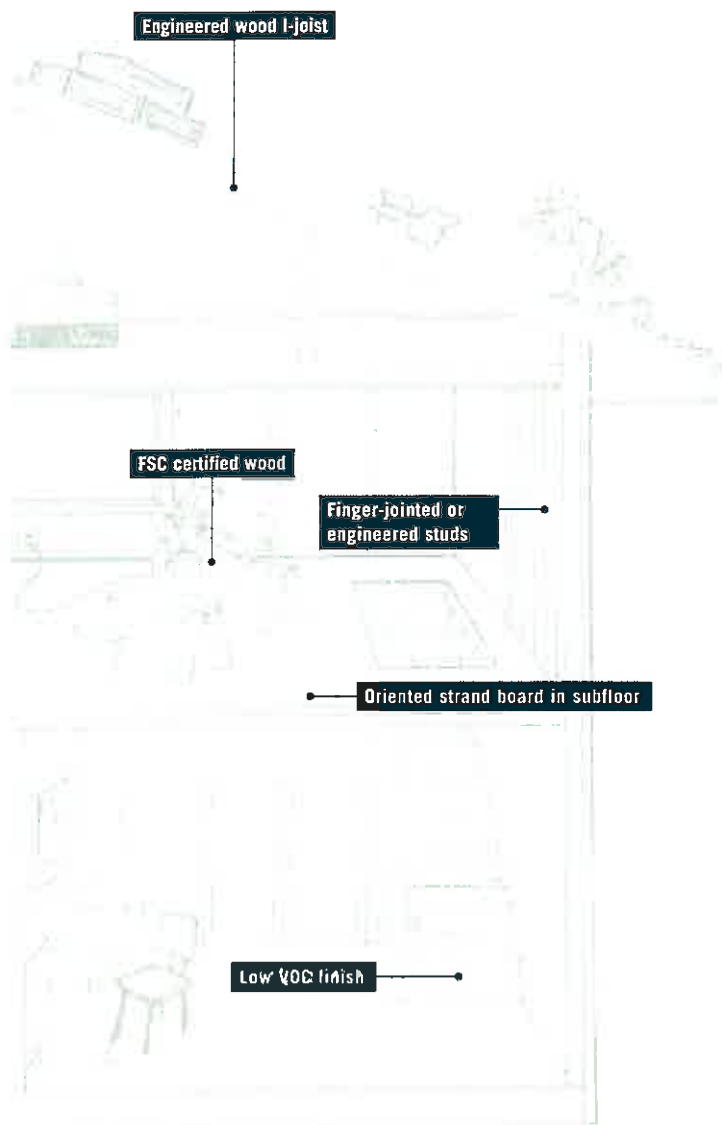 Engineered wood I-joist
FSC certified wood
Finger-jointed or
engineered studs
Oriented strand board in subfloor
Low VOC finish